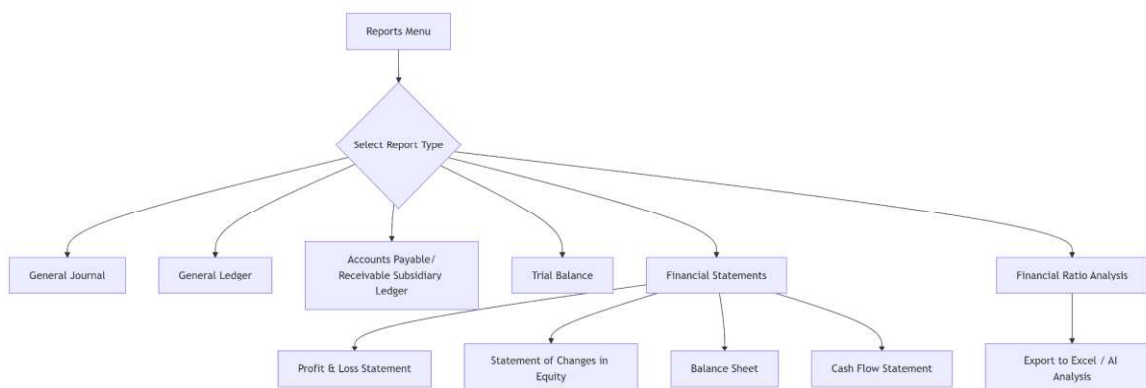 Reports Menu
Select Report Type
General Journal
General Ledger
Accounts Payable/
Receivable Subsidiary
Ledger
Trial Balance
Financial Statements
Financial Ratio Analysis
Profit & Loss Statement
Statement of Changes in
Equity
Balance Sheet
Cash Flow Statement
Export to Excel / AI
Analysis